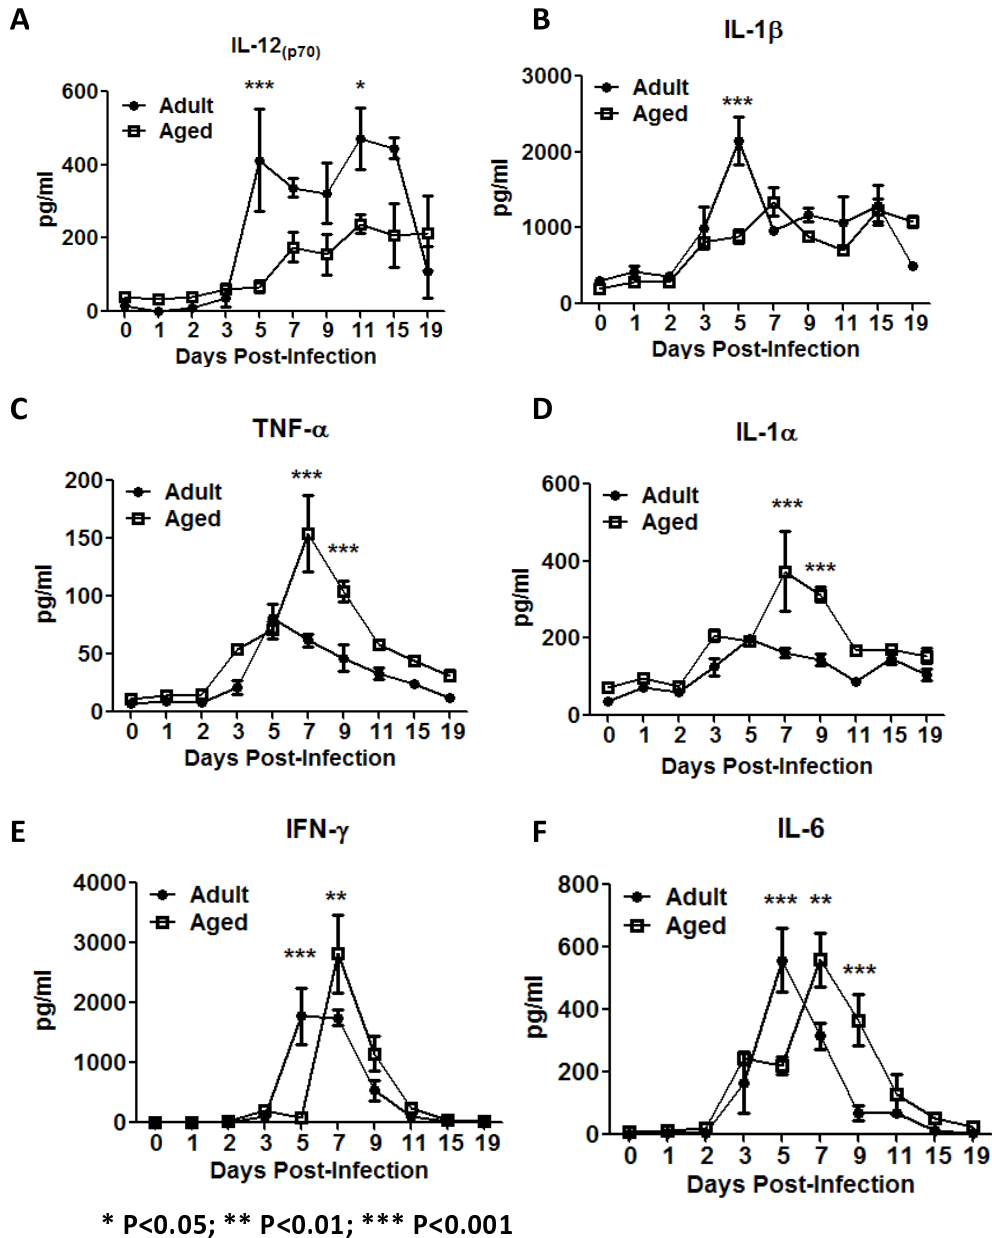 A
IL-12(p70)
*** *
Adult
Aged
600
400
200
0
pg/ml
0 1 2 3 5 7 9 11 15 19
Days Post-Infection
B
IL-1β
***
Adult
Aged
3000
2000
1000
0
pg/ml
0 1 2 3 5 7 9 11 15 19
Days Post-Infection
C
TNF-α
***
***
Adult
Aged
200
150
100
50
0
pg/ml
0 1 2 3 5 7 9 11 15 19
Days Post-Infection
D
IL-1α
***
***
Adult
Aged
600
400
200
0
pg/ml
0 1 2 3 5 7 9 11 15 19
Days Post-Infection
E
IFN-γ
**
***
Adult
Aged
4000
3000
2000
1000
0
pg/ml
0 1 2 3 5 7 9 11 15 19
Days Post-Infection
F
IL-6
*** **
***
Adult
Aged
800
600
400
200
0
pg/ml
0 1 2 3 5 7 9 11 15 19
Days Post-Infection
* P<0.05; ** P<0.01; *** P<0.001